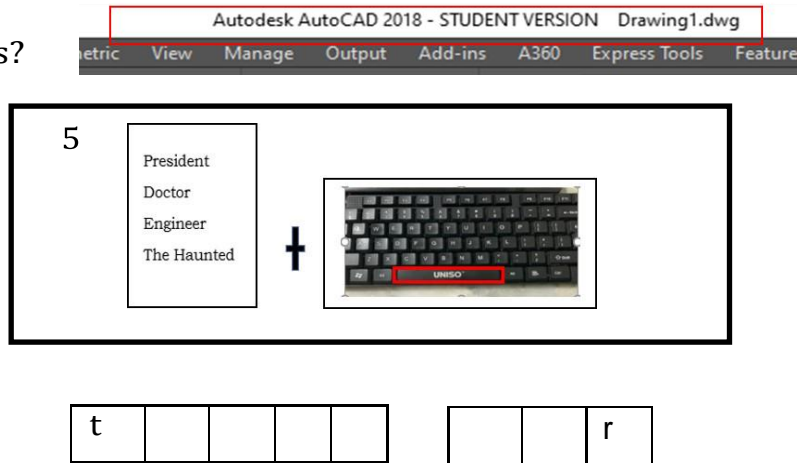 Autodesk AutoCAD 2018 - STUDENT VERSION Drawing1.dwg
s?
etric View Manage Output Add-ins A360 Express Tools Feature
5
President
Doctor
Engineer
The Haunted
UNISO
t
r